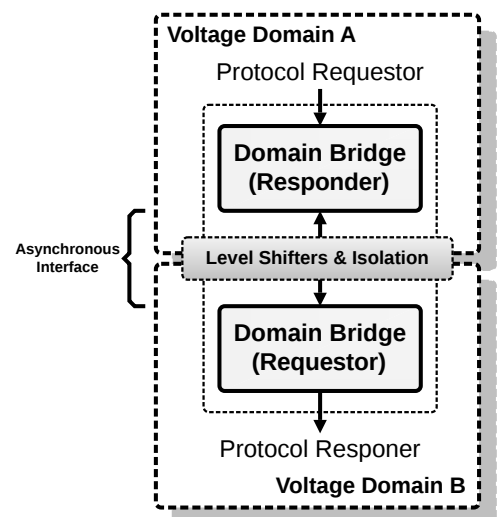 Voltage Domain A
Protocol Requestor
Domain Bridge
(Responder)
Asynchronous
Interface
Level Shifters & Isolation
Domain Bridge
(Requestor)
Protocol Responer
Voltage Domain B